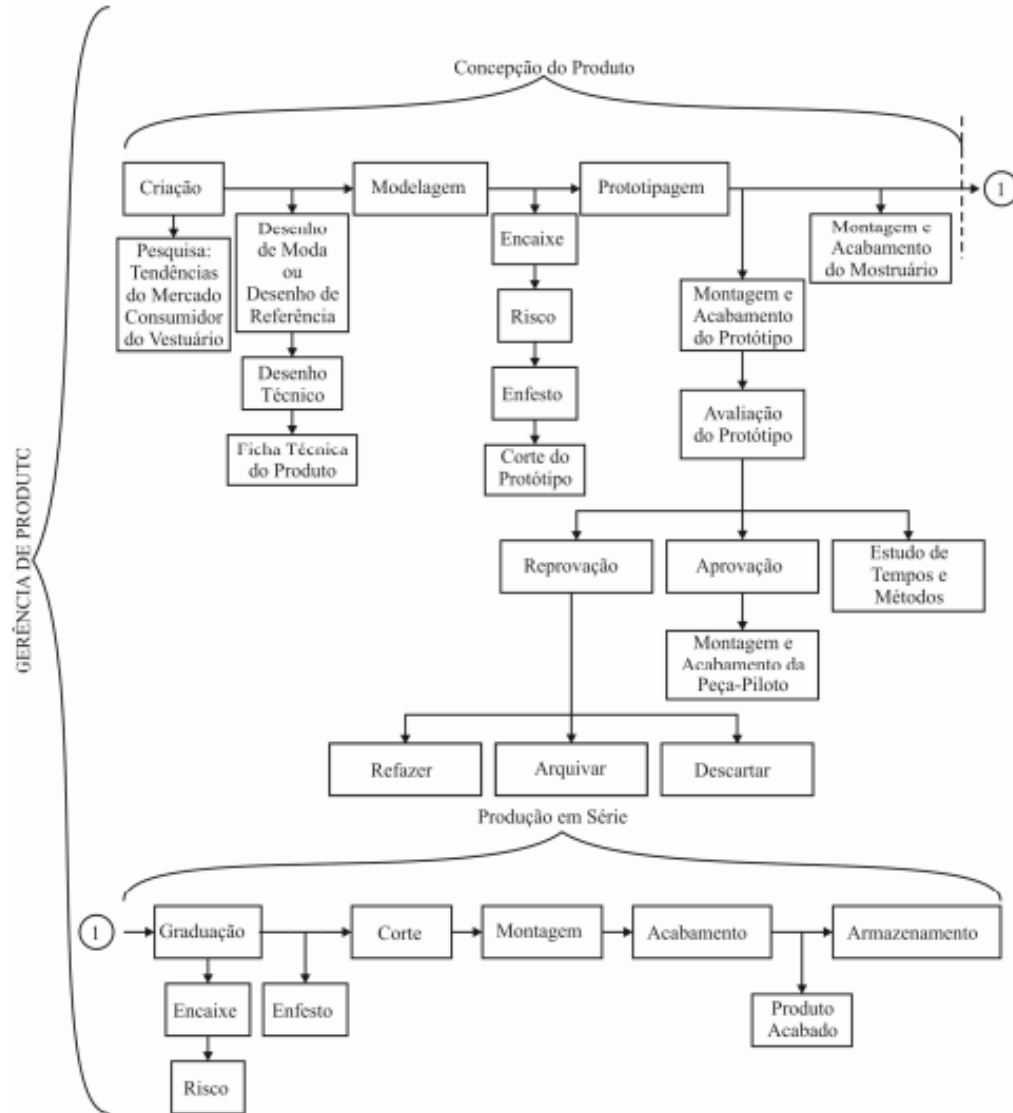 GERÊNCIA DE PRODUTO
Concepção do Produto
Criação
Modelagem
Prototipagem
1
Pesquisa:
Tendências
do Mercado
Consumidor
do Vestuário
Desenho
de Moda
ou
Desenho de
Referência
Desenho
Técnico
Ficha Técnica
do Produto
Encaixe
Risco
Enfesto
Corte do
Protótipo
Montagem e
Acabamento
do Protótipo
Montagem e
Acabamento
do Mostruário
Avaliação
do Protótipo
Reprovação
Aprovação
Estudo de
Tempos e
Métodos
Montagem e
Acabamento da
Peça-Piloto
Refazer
Arquivar
Descartar
Produção em Série
1
Graduação
Corte
Montagem
Acabamento
Armazenamento
Encaixe
Enfesto
Produto
Acabado
Risco